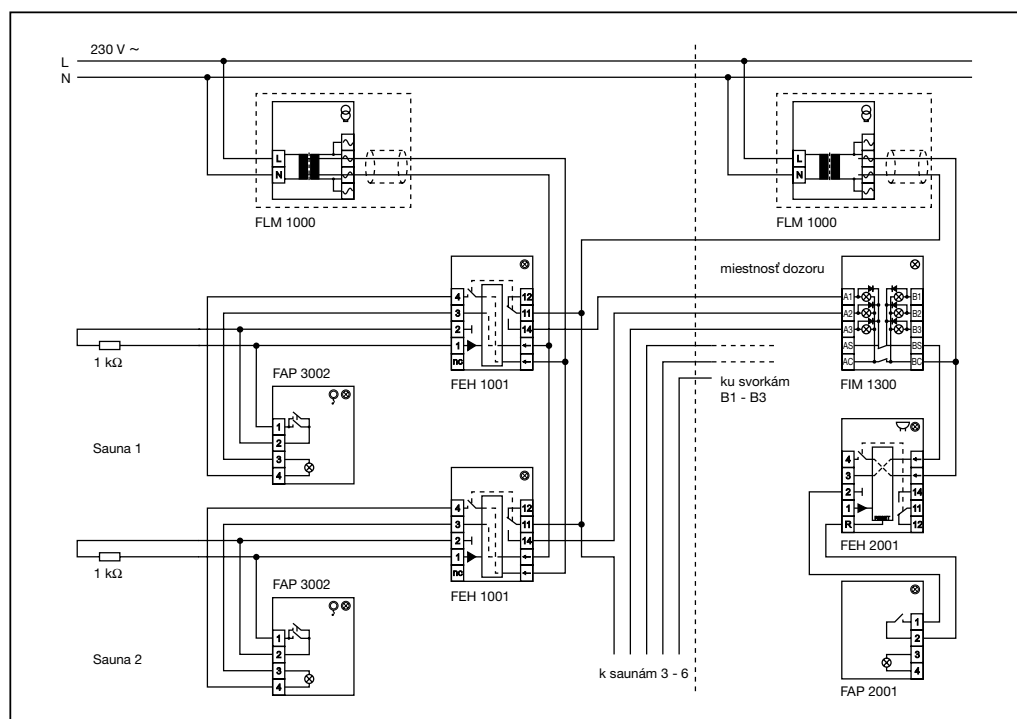 230 V ~
L
N
L
N
FLM 1000
L
N
FLM 1000
miestnosť dozoru
4
3
2
1
nc
12
11
14
FEH 1001
1 kΩ
FAP 3002
1
2
3
4
Sauna 1
A1
A2
A3
AS
AC
B1
B2
B3
BS
BC
FIM 1300
ku svorkám
B1 - B3
4
3
2
1
nc
12
11
14
FEH 1001
1 kΩ
FAP 3002
1
2
3
4
Sauna 2
k saunám 3 - 6
4
3
2
1
R
14
11
12
RESET
FEH 2001
1
2
3
4
FAP 2001